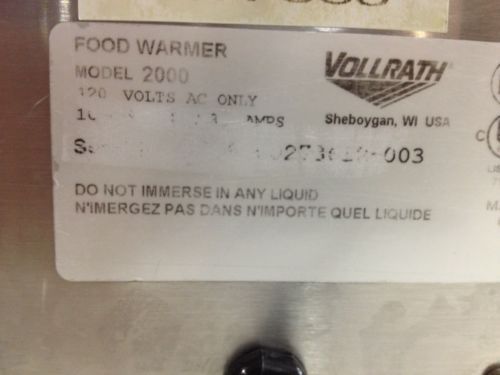 FOOD WARMER
MODEL 2000
120 VOLTS AC ONLY
AMPS
VOLLRATH®
Sheboygan, WI USA
DO NOT IMMERSE IN ANY LIQUID
N'IMERGEZ PAS DANS N'IMPORTE QUEL LIQUIDE